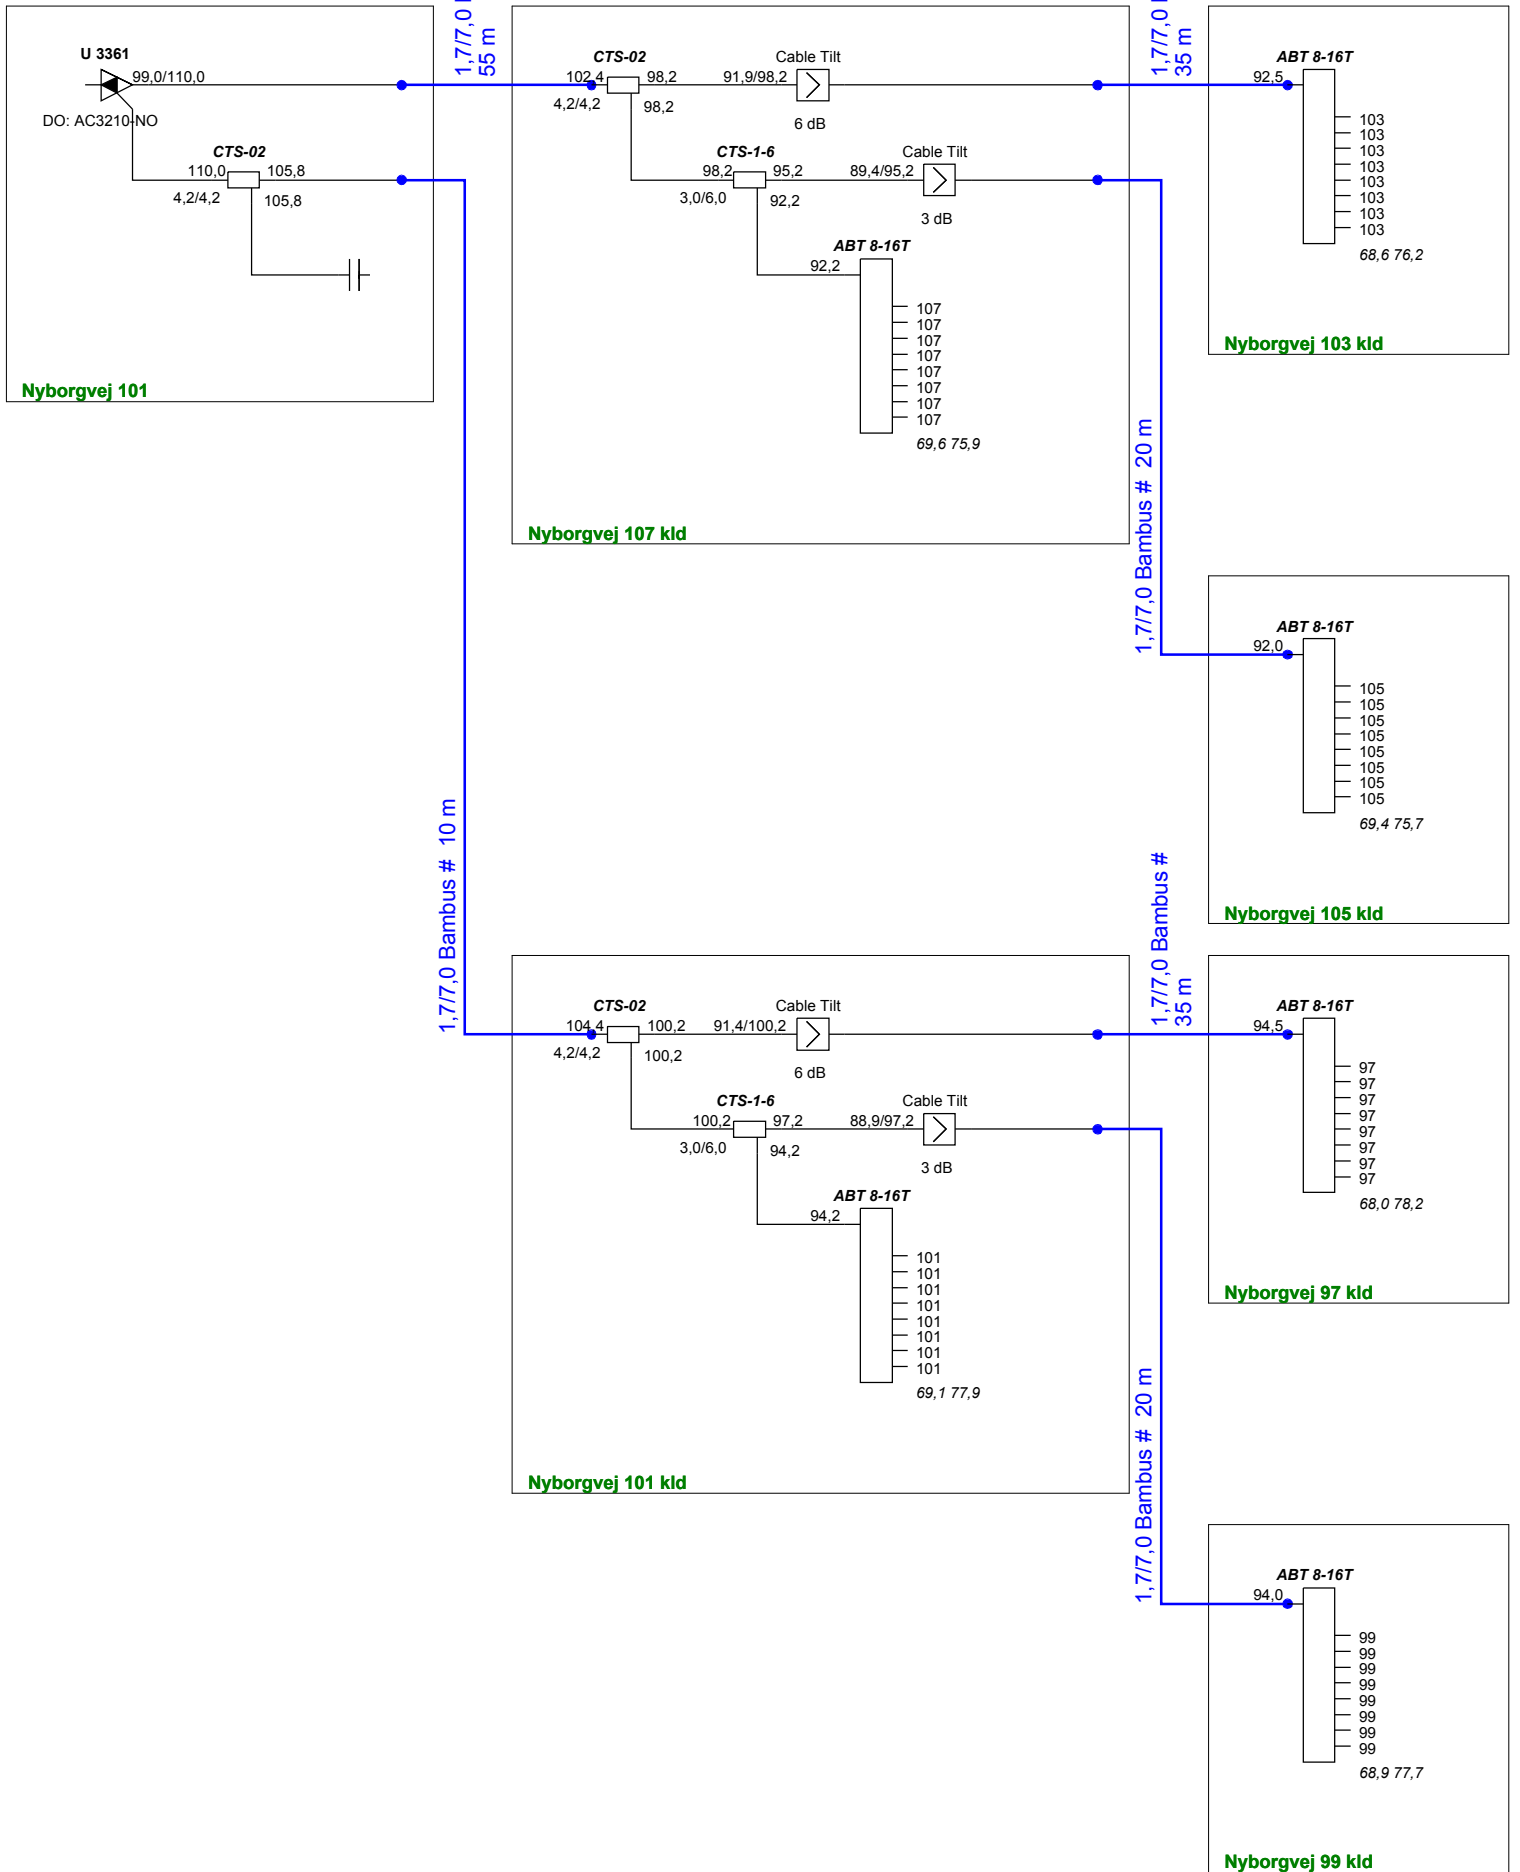 U 3361
99,0/110,0
DO: AC3210-NO
CTS-02
110,0
105,8
4,2/4,2
105,8
Nyborgvej 101
1,7/7,0
55 m
CTS-02
102,4
98,2
91,9/98,2
Cable Tilt
4,2/4,2
98,2
6 dB
CTS-1-6
98,2
95,2
89,4/95,2
Cable Tilt
3,0/6,0
92,2
3 dB
ABT 8-16T
92,2
107
107
107
107
107
107
107
107
69,6 75,9
Nyborgvej 107 kld
1,7/7,0
35 m
ABT 8-16T
92,5
103
103
103
103
103
103
103
103
68,6 76,2
Nyborgvej 103 kld
1,7/7,0 Bambus # 20 m
ABT 8-16T
92,0
105
105
105
105
105
105
105
105
69,4 75,7
Nyborgvej 105 kld
1,7/7,0 Bambus # 10 m
CTS-02
104,4
100,2
91,4/100,2
Cable Tilt
4,2/4,2
100,2
6 dB
CTS-1-6
100,2
97,2
88,9/97,2
Cable Tilt
3,0/6,0
94,2
3 dB
ABT 8-16T
94,2
101
101
101
101
101
101
101
101
69,1 77,9
Nyborgvej 101 kld
1,7/7,0 Bambus #
35 m
ABT 8-16T
94,5
97
97
97
97
97
97
97
97
68,0 78,2
Nyborgvej 97 kld
1,7/7,0 Bambus # 20 m
ABT 8-16T
94,0
99
99
99
99
99
99
99
99
68,9 77,7
Nyborgvej 99 kld